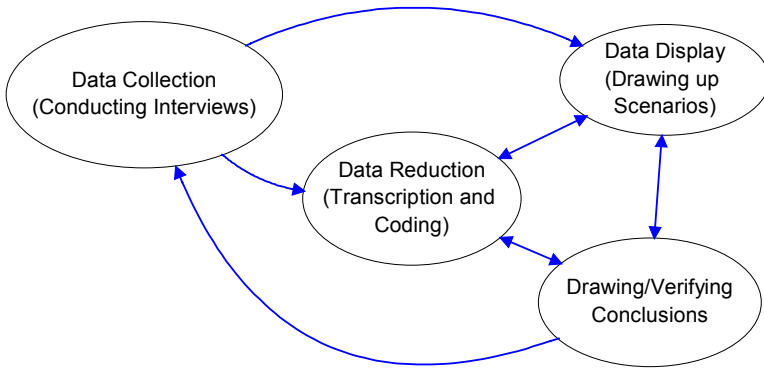 Data Collection
(Conducting Interviews)
Data Display
(Drawing up
Scenarios)
Data Reduction
(Transcription and
Coding)
Drawing/Verifying
Conclusions